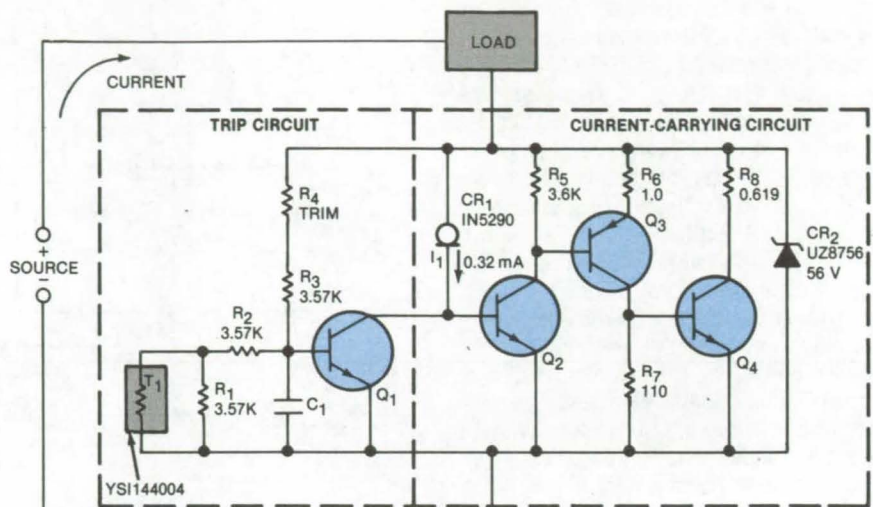 LOAD
CURRENT
TRIP CIRCUIT
CURRENT-CARRYING CIRCUIT
R4
TRIM
CR1
IN5290
I1
0.32 mA
R5
3.6K
R6
1.0
Q3
R8
0.619
CR2
UZ8756
56 V
+
SOURCE
−
R3
3.57K
R2
3.57K
T1
R1
3.57K
C1
Q1
Q2
R7
110
Q4
YSI144004